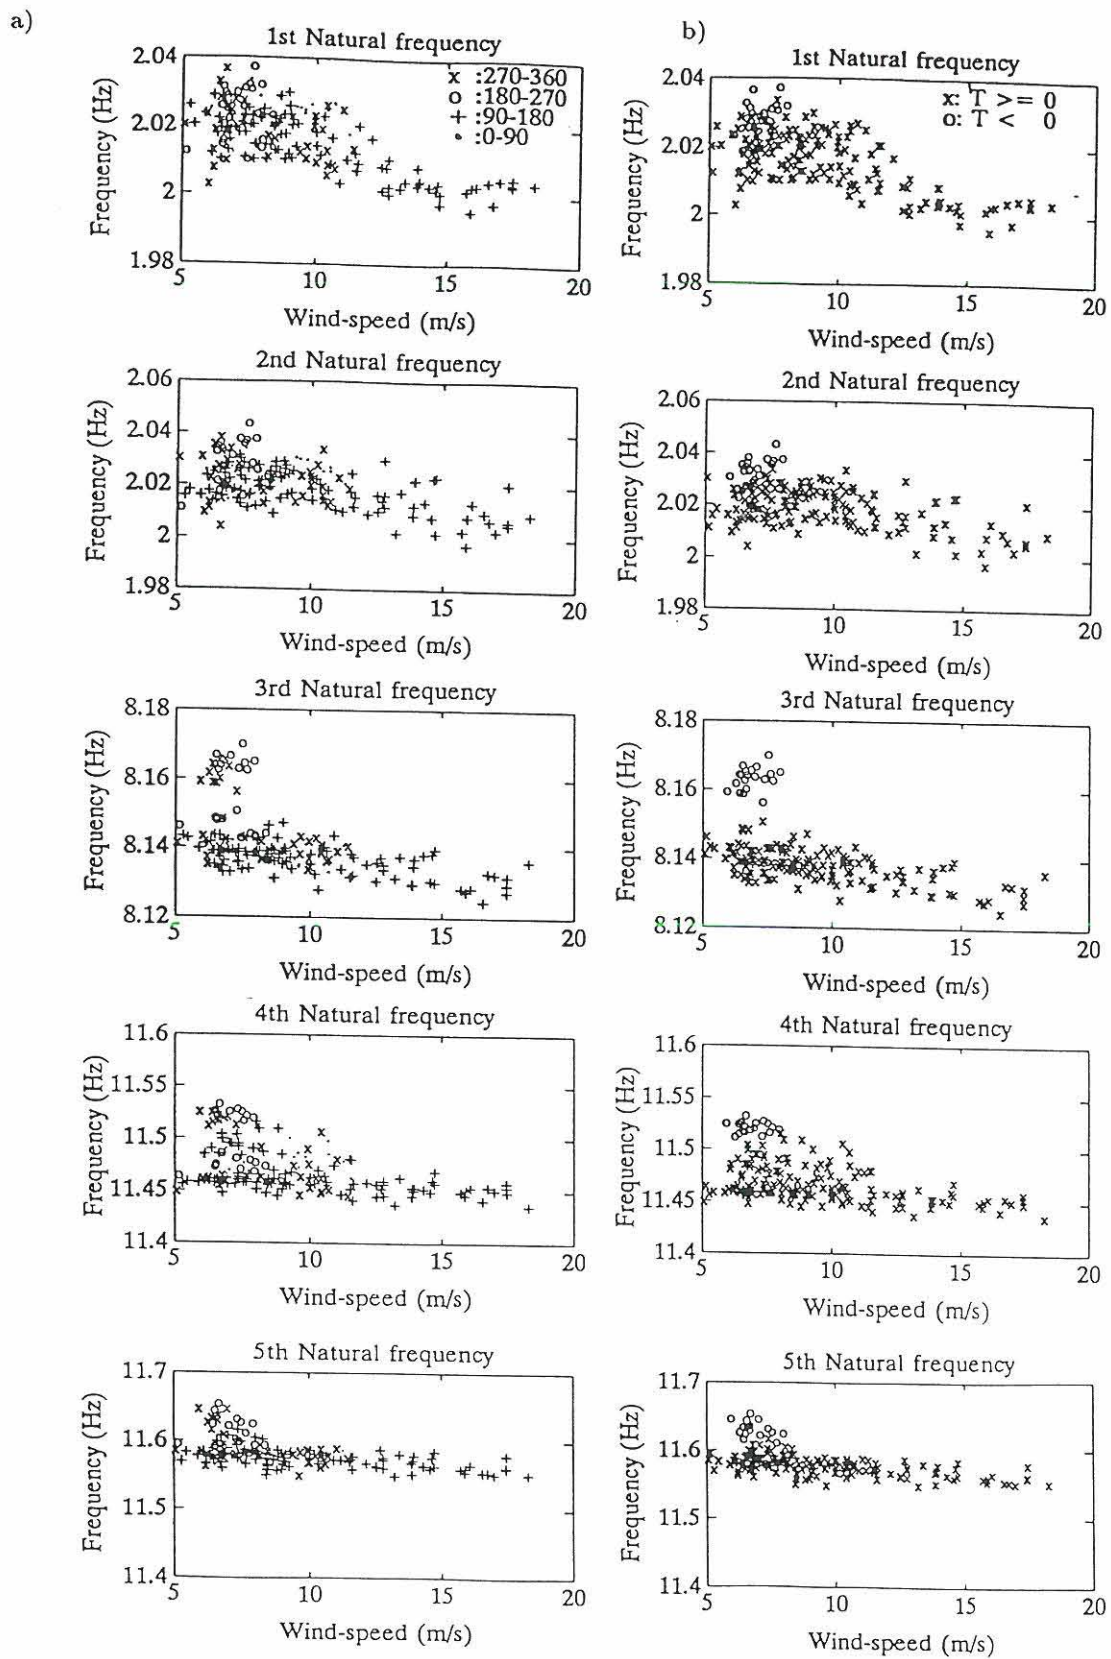 a)
1st Natural frequency
2.04
2.02
2
1.98
Frequency (Hz)
x :270-360
o :180-270
+ :90-180
. :0-90
5 10 15 20
Wind-speed (m/s)
2nd Natural frequency
2.06
2.04
2.02
2
1.98
Frequency (Hz)
5 10 15 20
Wind-speed (m/s)
3rd Natural frequency
8.18
8.16
8.14
8.12
Frequency (Hz)
5 10 15 20
Wind-speed (m/s)
4th Natural frequency
11.6
11.55
11.5
11.45
11.4
Frequency (Hz)
5 10 15 20
Wind-speed (m/s)
5th Natural frequency
11.7
11.6
11.5
11.4
Frequency (Hz)
5 10 15 20
Wind-speed (m/s)
b)
1st Natural frequency
2.04
2.02
2
1.98
Frequency (Hz)
x: T >= 0
o: T < 0
5 10 15 20
Wind-speed (m/s)
2nd Natural frequency
2.06
2.04
2.02
2
1.98
Frequency (Hz)
5 10 15 20
Wind-speed (m/s)
3rd Natural frequency
8.18
8.16
8.14
8.12
Frequency (Hz)
5 10 15 20
Wind-speed (m/s)
4th Natural frequency
11.6
11.55
11.5
11.45
11.4
Frequency (Hz)
5 10 15 20
Wind-speed (m/s)
5th Natural frequency
11.7
11.6
11.5
11.4
Frequency (Hz)
5 10 15 20
Wind-speed (m/s)